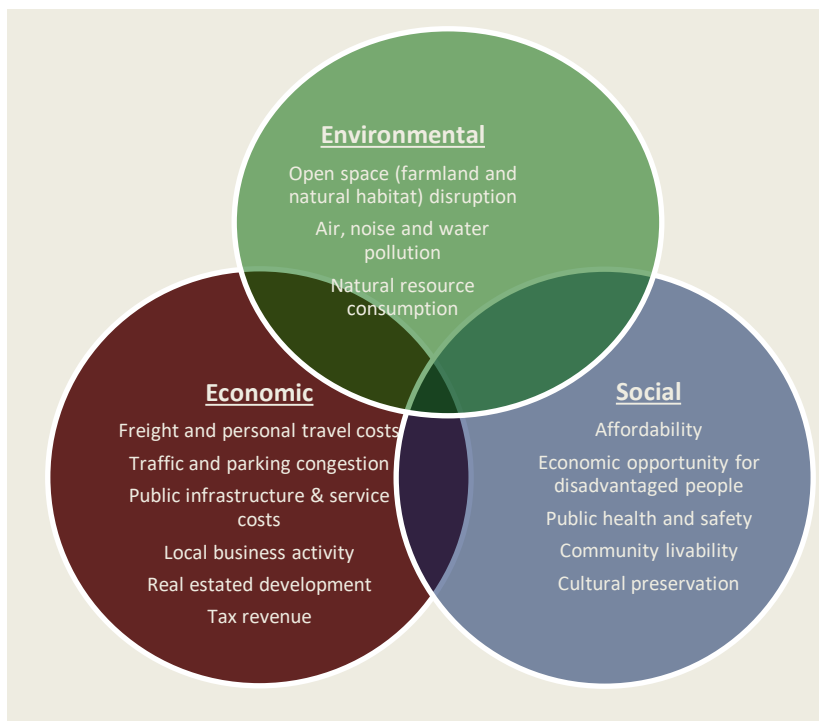 Environmental
Open space (farmland and
natural habitat) disruption
Air, noise and water
pollution
Natural resource
consumption
Economic
Freight and personal travel costs
Traffic and parking congestion
Public infrastructure & service
costs
Local business activity
Real estated development
Tax revenue
Social
Affordability
Economic opportunity for
disadvantaged people
Public health and safety
Community livability
Cultural preservation